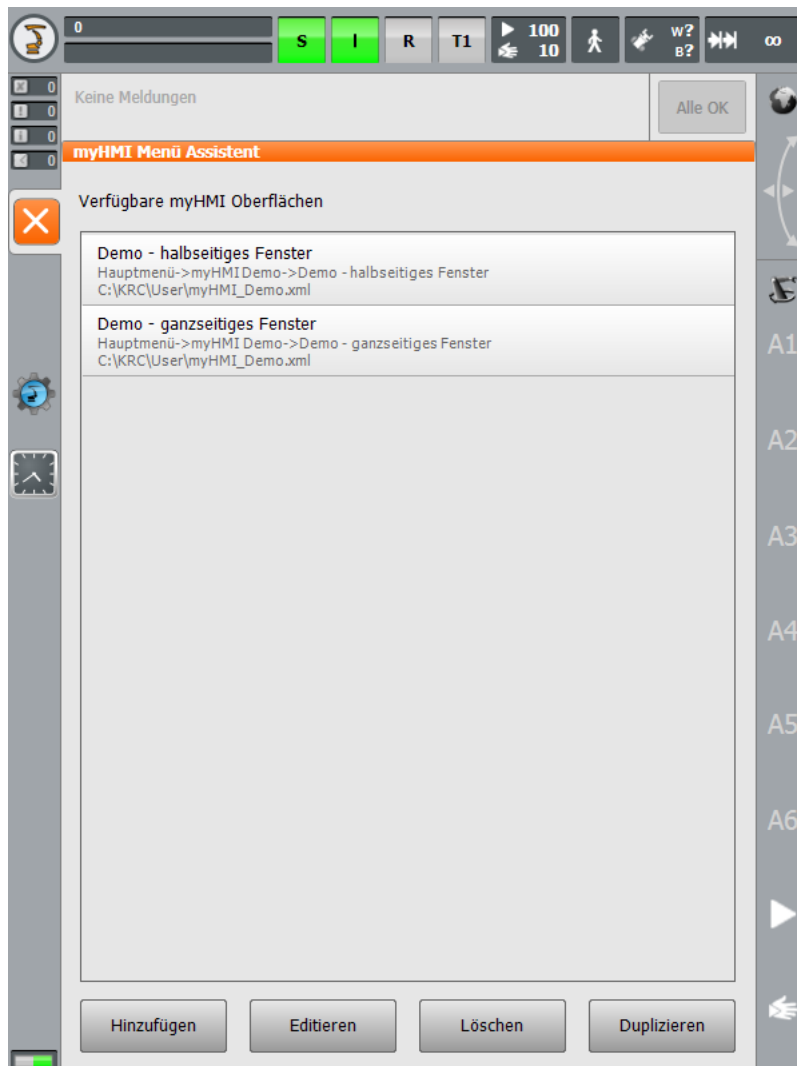 0
S I R T1 100 10 W? B? ∞
0
0
0
0
Keine Meldungen
Alle OK
myHMI Menü Assistent
Verfügbare myHMI Oberflächen
Demo - halbseitiges Fenster
Hauptmenü->myHMI Demo->Demo - halbseitiges Fenster
C:\KRC\User\myHMI_Demo.xml
Demo - ganzseitiges Fenster
Hauptmenü->myHMI Demo->Demo - ganzseitiges Fenster
C:\KRC\User\myHMI_Demo.xml
A1
A2
A3
A4
A5
A6
Hinzufügen Editieren Löschen Duplizieren